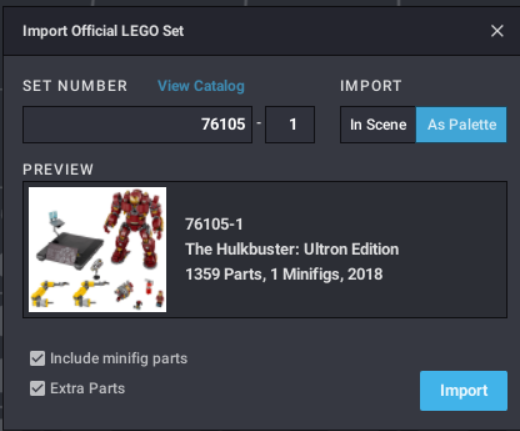 Import Official LEGO Set
SET NUMBER View Catalog IMPORT
76105 - 1 In Scene As Palette
PREVIEW
76105-1
The Hulkbuster: Ultron Edition
1359 Parts, 1 Minifigs, 2018
Include minifig parts
Extra Parts
Import